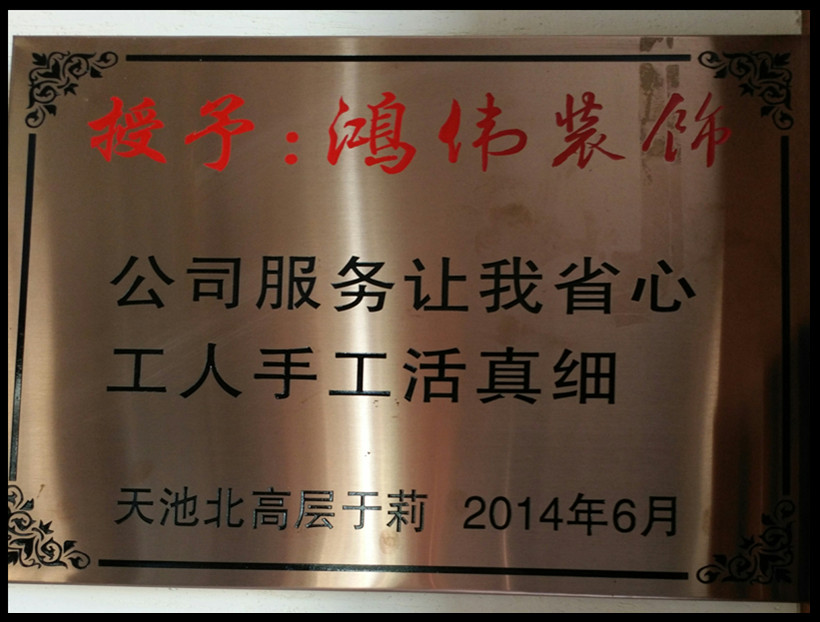 授予:鸿伟装饰
公司服务让我省心
工人手工活真细
天池北高层于莉 2014年6月